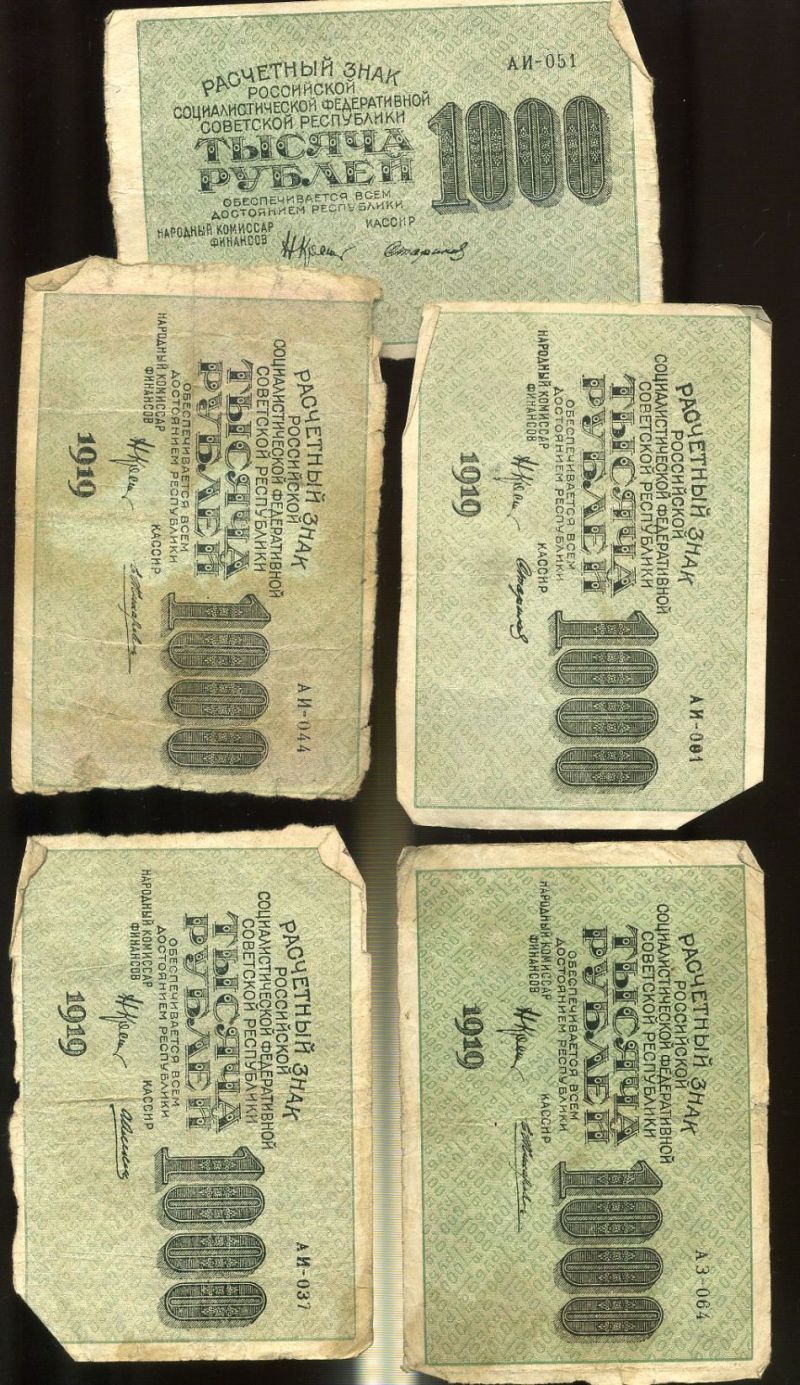 АИ-051
РАСЧЕТНЫЙ ЗНАК
РОССИЙСКОЙ
СОЦИАЛИСТИЧЕСКОЙ ФЕДЕРАТИВНОЙ
СОВЕТСКОЙ РЕСПУБЛИКИ
ТЫСЯЧА
РУБЛЕЙ
1000
ОБЕСПЕЧИВАЕТСЯ ВСЕМ
ДОСТОЯНИЕМ РЕСПУБЛИКИ
НАРОДНЫЙ КОМИССАР
ФИНАНСОВ
КАССИР
РАСЧЕТНЫЙ ЗНАК
РОССИЙСКОЙ
СОЦИАЛИСТИЧЕСКОЙ ФЕДЕРАТИВНОЙ
СОВЕТСКОЙ РЕСПУБЛИКИ
ТЫСЯЧА
РУБЛЕЙ
ОБЕСПЕЧИВАЕТСЯ ВСЕМ
ДОСТОЯНИЕМ РЕСПУБЛИКИ
НАРОДНЫЙ КОМИССАР
ФИНАНСОВ
КАССИР
1919
АИ-044
1000
РАСЧЕТНЫЙ ЗНАК
РОССИЙСКОЙ
СОЦИАЛИСТИЧЕСКОЙ ФЕДЕРАТИВНОЙ
СОВЕТСКОЙ РЕСПУБЛИКИ
ТЫСЯЧА
РУБЛЕЙ
ОБЕСПЕЧИВАЕТСЯ ВСЕМ
ДОСТОЯНИЕМ РЕСПУБЛИКИ
НАРОДНЫЙ КОМИССАР
ФИНАНСОВ
КАССИР
1919
1000
РАСЧЕТНЫЙ ЗНАК
РОССИЙСКОЙ
СОЦИАЛИСТИЧЕСКОЙ ФЕДЕРАТИВНОЙ
СОВЕТСКОЙ РЕСПУБЛИКИ
ТЫСЯЧА
РУБЛЕЙ
ОБЕСПЕЧИВАЕТСЯ ВСЕМ
ДОСТОЯНИЕМ РЕСПУБЛИКИ
НАРОДНЫЙ КОМИССАР
ФИНАНСОВ
КАССИР
1919
АИ-037
1000
РАСЧЕТНЫЙ ЗНАК
РОССИЙСКОЙ
СОЦИАЛИСТИЧЕСКОЙ ФЕДЕРАТИВНОЙ
СОВЕТСКОЙ РЕСПУБЛИКИ
ТЫСЯЧА
РУБЛЕЙ
ОБЕСПЕЧИВАЕТСЯ ВСЕМ
ДОСТОЯНИЕМ РЕСПУБЛИКИ
НАРОДНЫЙ КОМИССАР
ФИНАНСОВ
КАССИР
1919
АЗ-064
1000